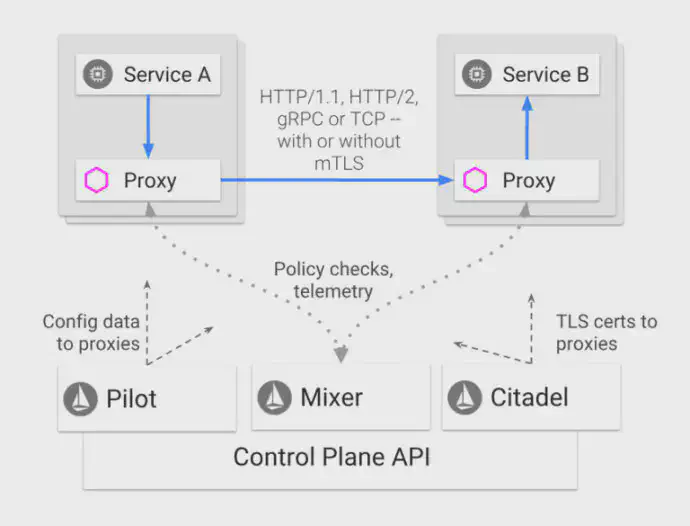 Service A
Service B
HTTP/1.1, HTTP/2,
gRPC or TCP --
with or without
mTLS
Proxy
Proxy
Policy checks,
telemetry
Config data
to proxies
TLS certs to
proxies
Pilot
Mixer
Citadel
Control Plane API